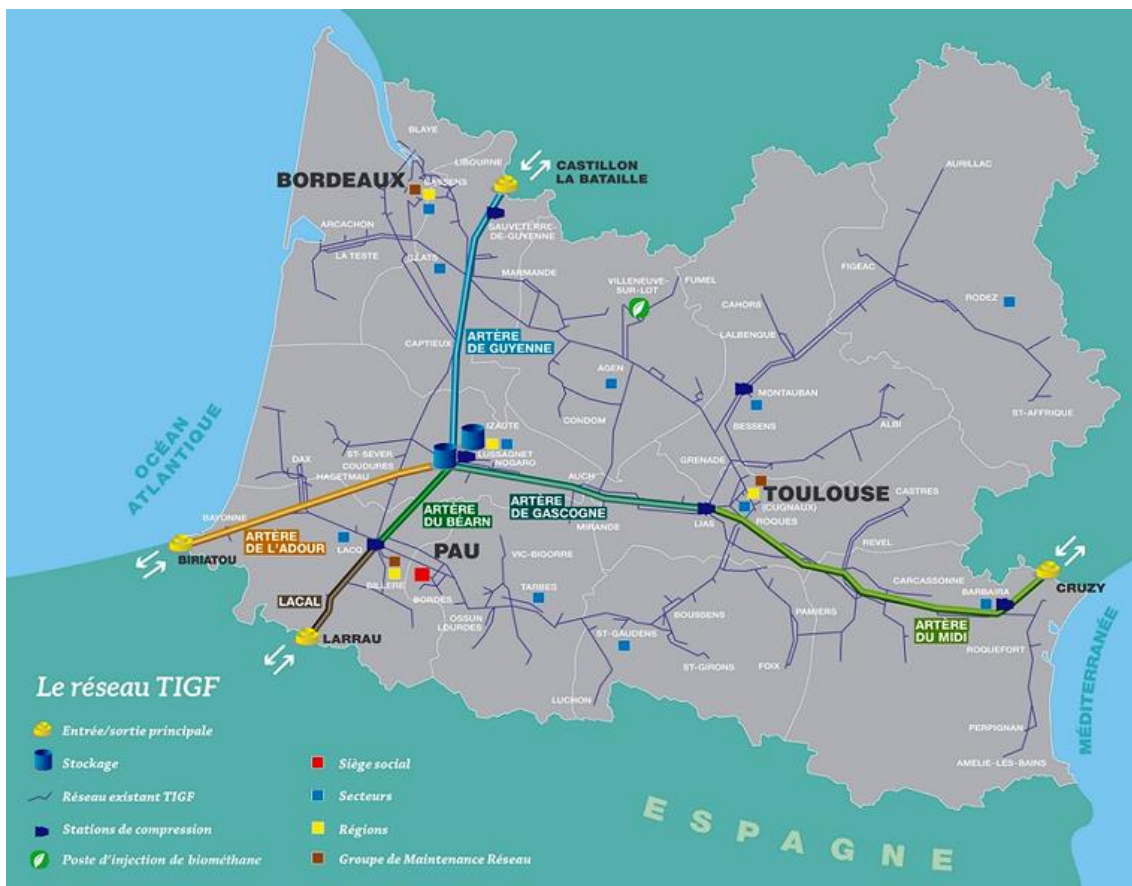 BLAYE
LIBOURNE
BORDEAUX
BASSENS
CASTILLON
LA BATAILLE
AURILLAC
ARCACHON
SAUVETERRE-
DE-GUYENNE
LA TESTE
ILLATS
MARMANDE
VILLENEUVE-
SUR-LOT
FUMEL
FIGEAC
CAHORS
RODEZ
LALBENQUE
ARTÈRE
DE GUYENNE
CAPTIEUX
AGEN
MONTAUBAN
CONDOM
BESSENS
ST-AFFRIQUE
ALBI
OCÉAN
ATLANTIQUE
IZAUTE
ST-SEVER
LUSSAGNET
NOGARO
DAX
COUDURES
HAGETMAU
GRENADE
AUCH
TOULOUSE
(CUGNAUX)
CASTRES
ARTÈRE
DU BÉARN
ARTÈRE
DE GASCOGNE
MIRANDE
LIAS
ROQUES
BAYONNE
ARTÈRE
DE L'ADOUR
BIRIATOU
LACQ
PAU
VIC-BIGORRE
REVEL
BILLÈRE
BORDES
TARBES
CARCASSONNE
BARBAIRA
CRUZY
LACAL
LARRAU
OSSUN
LOURDES
BOUSSENS
PAMIERS
ARTÈRE
DU MIDI
ST-GAUDENS
ROQUEFORT
ST-GIRONS
FOIX
LUCHON
PERPIGNAN
AMELIE-LES-BAINS
MÉDITERRANÉE
ESPAGNE
Le réseau TIGF
Entrée/sortie principale
Stockage
Réseau existant TIGF
Stations de compression
Poste d'injection de biométhane
Siège social
Secteurs
Régions
Groupe de Maintenance Réseau